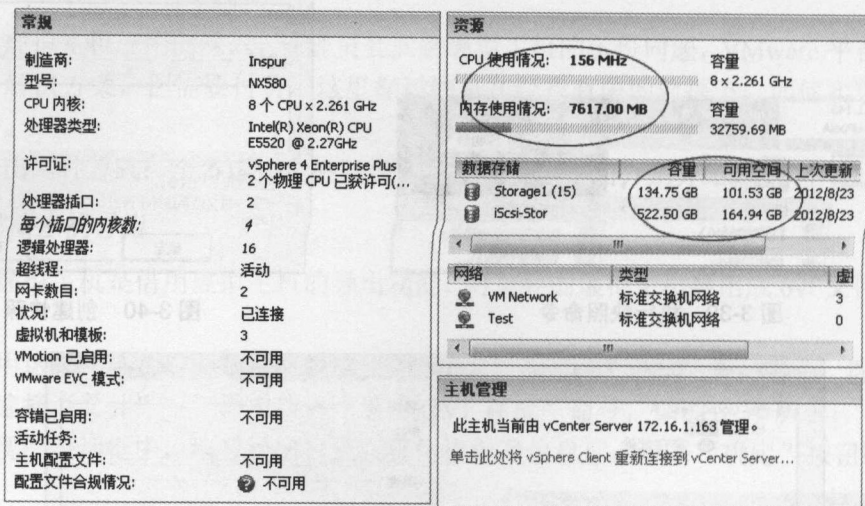 常规
制造商: Inspur
型号: NX580
CPU 内核: 8 个 CPU x 2.261 GHz
处理器类型: Intel(R) Xeon(R) CPU
E5520 @ 2.27GHz
许可证: vSphere 4 Enterprise Plus
2 个物理 CPU 已获许可(...
处理器插口: 2
每个插口的内核数: 4
逻辑处理器: 16
超线程: 活动
网卡数目: 2
状况: 已连接
虚拟机和模板: 3
VMotion 已启用: 不可用
VMware EVC 模式: 不可用
容错已启用: 不可用
活动任务:
主机配置文件: 不可用
配置文件合规情况: 不可用
资源
CPU 使用情况: 156 MHz 容量
8 x 2.261 GHz
内存使用情况: 7617.00 MB 容量
32759.69 MB
数据存储 容量 可用空间 上次更新
Storage1 (15) 134.75 GB 101.53 GB 2012/8/23
iScsi-Stor 522.50 GB 164.94 GB 2012/8/23
网络 类型 虚
VM Network 标准交换机网络 3
Test 标准交换机网络 0
主机管理
此主机当前由 vCenter Server 172.16.1.163 管理。
单击此处将 vSphere Client 重新连接到 vCenter Server...